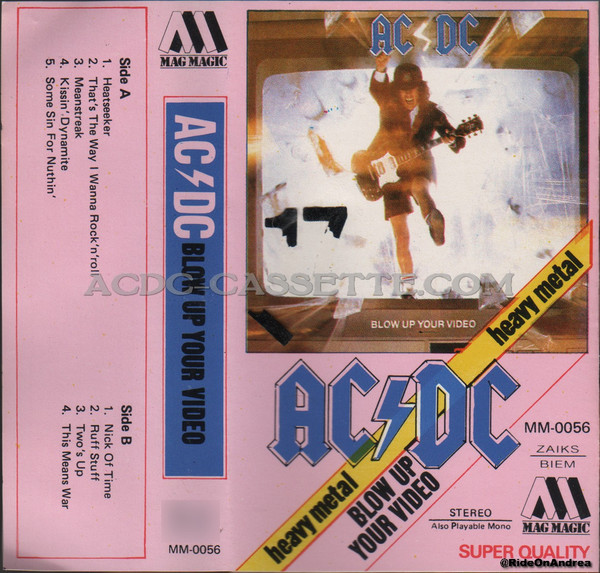 MAG MAGIC
Side A
1. Heatseeker
2. That's The Way I Wanna Rock'n'roll
3. Meanstreak
4. Kissin' Dynamite
5. Some Sin For Nuthin'
Side B
1. Nick Of Time
2. Ruff Stuff
3. Two's Up
4. This Means War
AC DC BLOW UP YOUR VIDEO
MM-0056
AC DC
17
BLOW UP YOUR VIDEO
heavy metal
AC DC
heavy metal
BLOW UP
YOUR VIDEO
MM-0056
ZAIKS
BIEM
STEREO
Also Playable Mono
MAG MAGIC
SUPER QUALITY
ACDC-CASSETTE.COM
@RideOnAndrea